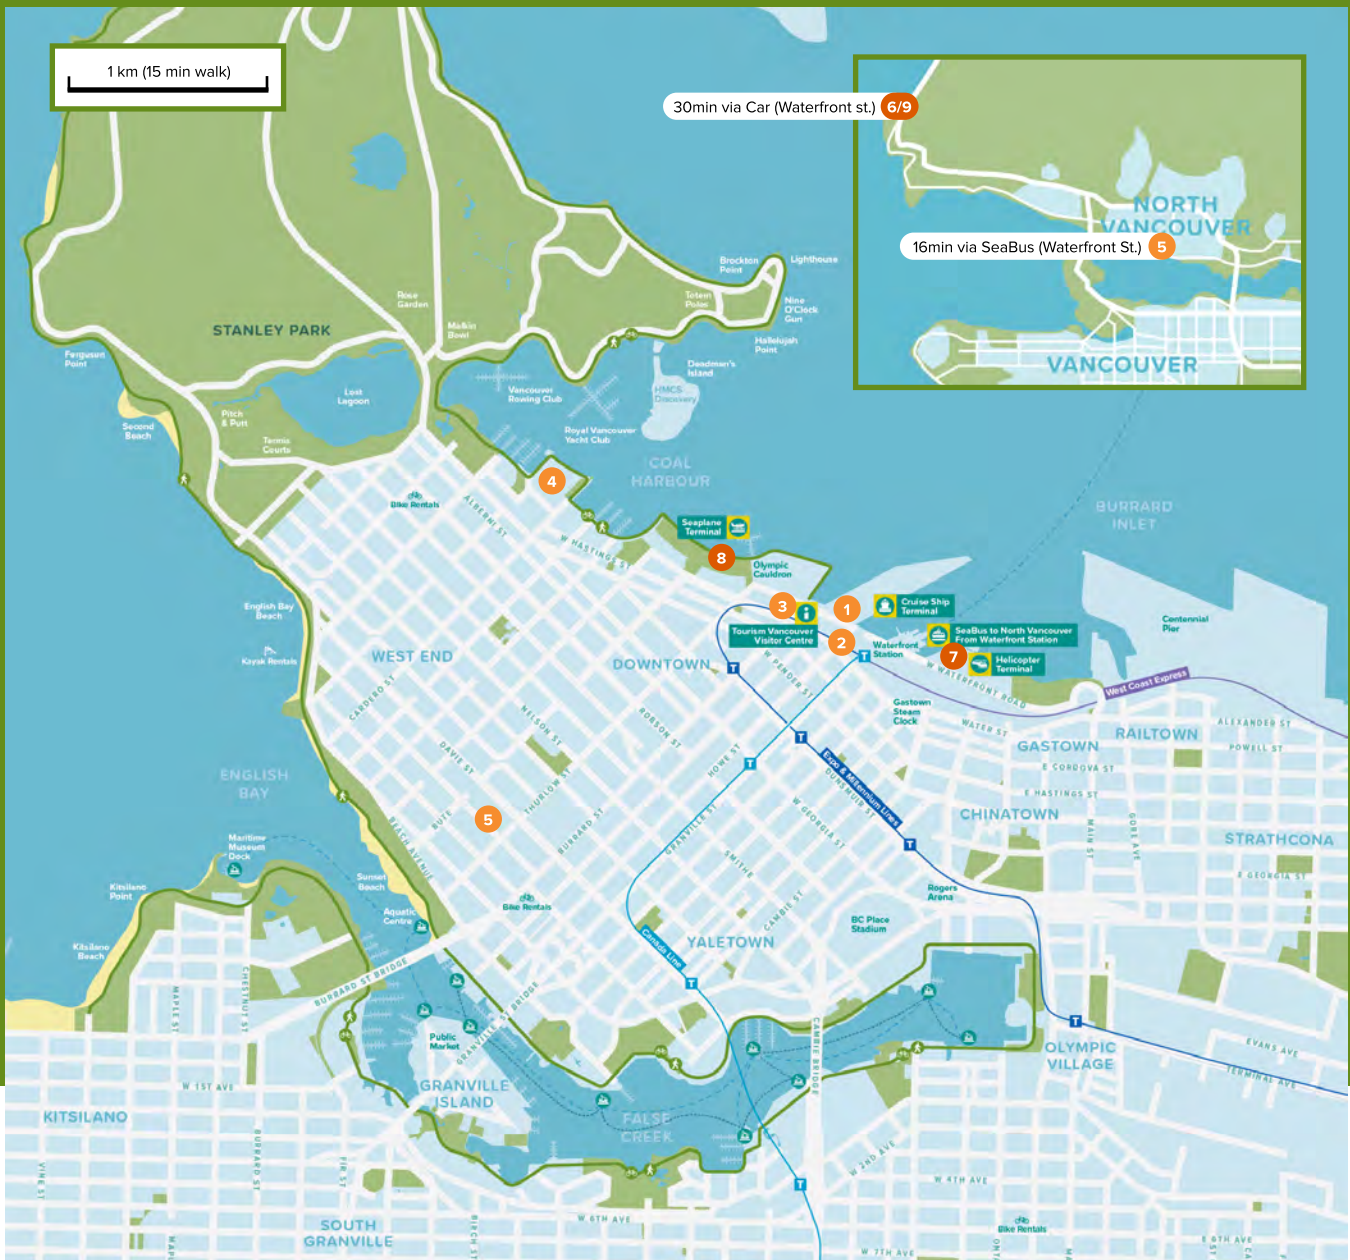 1 km (15 min walk)
30min via Car (Waterfront st.) 6/9
NORTH
VANCOUVER
16min via SeaBus (Waterfront St.) 5
VANCOUVER
Brockton
Point
Lighthouse
Rose
Garden
Totem
Poles
Nine
O'Clock
Gun
STANLEY PARK
Malkin
Bowl
Hallelujah
Point
Ferguson
Point
Deadman's
Island
HMCS
Discovery
Lost
Lagoon
Vancouver
Rowing Club
Pitch
& Putt
Second
Beach
Royal Vancouver
Yacht Club
Tennis
Courts
COAL
HARBOUR
4
Bike Rentals
ALBERNI ST
BURRARD
INLET
Seaplane
Terminal
W HASTINGS ST
8
Olympic
Cauldron
3
1
Cruise Ship
Terminal
English Bay
Beach
Tourism Vancouver
Visitor Centre
2
SeaBus to North Vancouver
From Waterfront Station
Centennial
Pier
Waterfront
Station
7
Helicopter
Terminal
Kayak Rentals
WEST END
DOWNTOWN
T
T
W PENDER ST
W WATERFRONT ROAD
West Coast Express
CARDERO ST
Gastown
Steam
Clock
NELSON ST
ROBSON ST
WATER ST
ALEXANDER ST
RAILTOWN
GASTOWN
POWELL ST
T
DAVIE ST
HOWE ST
T
E CORDOVA ST
ENGLISH
BAY
THURLOW ST
DUNSMUIR ST
Expo & Millennium Lines
E HASTINGS ST
5
BUTE
BURRARD ST
GRANVILLE ST
W GEORGIA ST
CHINATOWN
MAIN ST
GORE AVE
STRATHCONA
Maritime
Museum
Dock
BEACH AVENUE
T
SMITHE
E GEORGIA ST
Kitsilano
Point
Sunset
Beach
Bike Rentals
Rogers
Arena
Aquatic
Centre
CAMBIE ST
BC Place
Stadium
Kitsilano
Beach
YALETOWN
Canada Line
BURRARD ST BRIDGE
T
MAPLE ST
CHESTNUT ST
GRANVILLE ST BRIDGE
CAMBIE BRIDGE
T
Public
Market
OLYMPIC
VILLAGE
EVANS AVE
TERMINAL AVE
W 1ST AVE
GRANVILLE
ISLAND
KITSILANO
FALSE
CREEK
BURRARD ST
FIR ST
VINE ST
W 2ND AVE
T
W 4TH AVE
SOUTH
GRANVILLE
BIRCH ST
W 6TH AVE
Bike Rentals
E 6TH AVE
W 7TH AVE